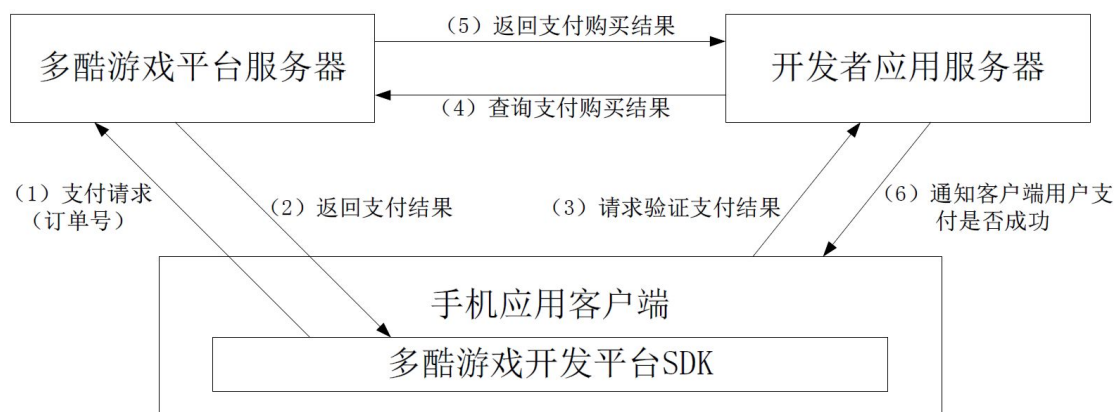 （5）返回支付购买结果
多酷游戏平台服务器
开发者应用服务器
（4）查询支付购买结果
（1）支付请求
（订单号）
（2）返回支付结果
（3）请求验证支付结果
（6）通知客户端用户支
付是否成功
手机应用客户端
多酷游戏开发平台SDK